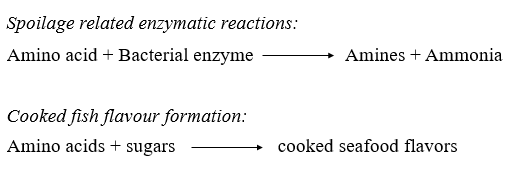 Spoilage related enzymatic reactions:
Amino acid + Bacterial enzyme ⟶ Amines + Ammonia
Cooked fish flavour formation:
Amino acids + sugars ⟶ cooked seafood flavors